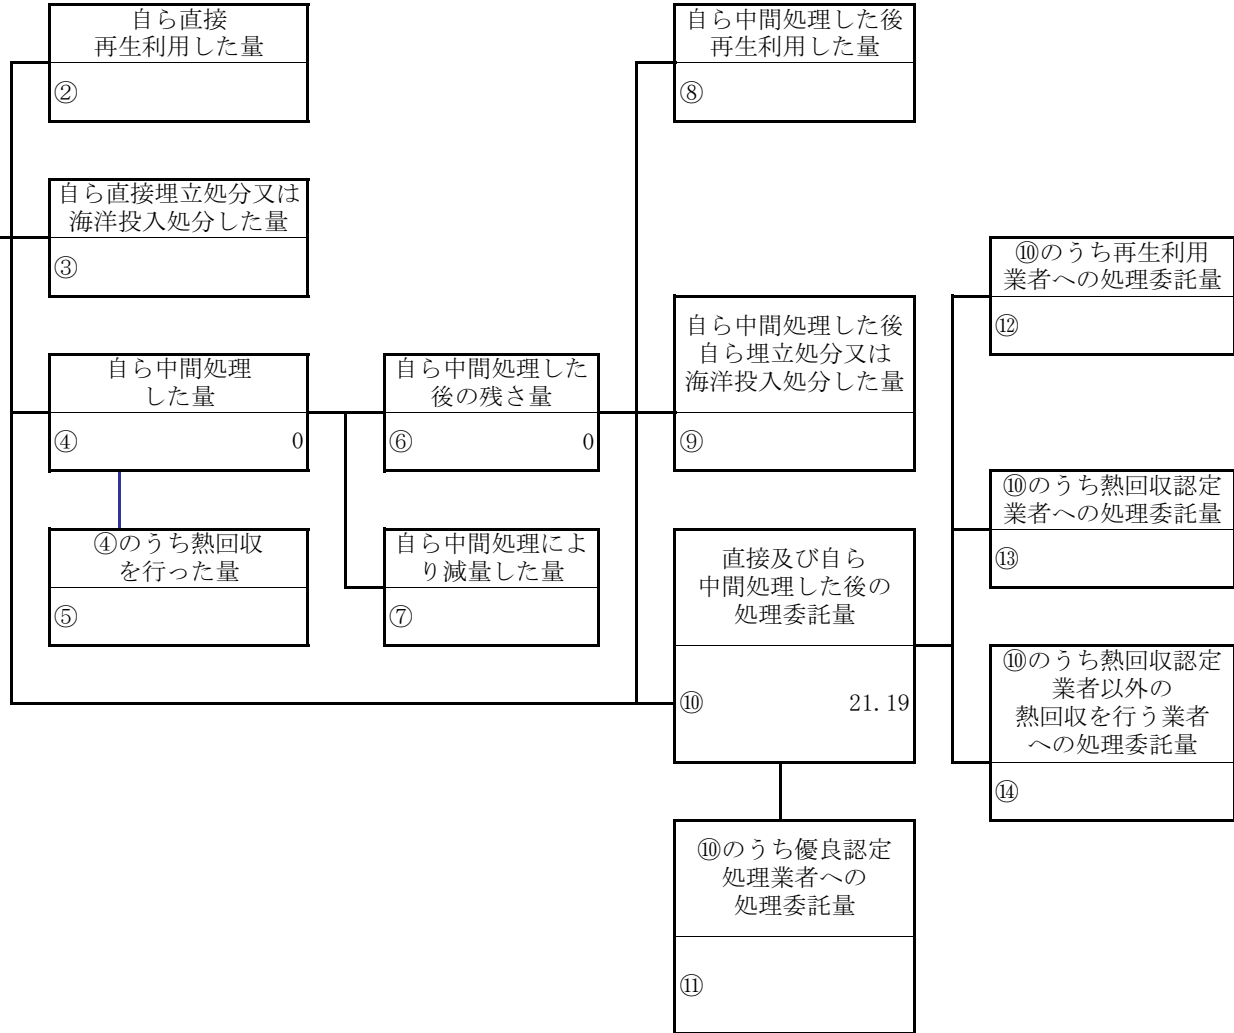 自ら直接
再生利用した量
②
自ら直接埋立処分又は
海洋投入処分した量
③
自ら中間処理
した量
④ 0
④のうち熱回収
を行った量
⑤
自ら中間処理した
後の残さ量
⑥ 0
自ら中間処理によ
り減量した量
⑦
自ら中間処理した後
再生利用した量
⑧
自ら中間処理した後
自ら埋立処分又は
海洋投入処分した量
⑨
直接及び自ら
中間処理した後の
処理委託量
⑩ 21.19
⑩のうち優良認定
処理業者への
処理委託量
⑪
⑩のうち再生利用
業者への処理委託量
⑫
⑩のうち熱回収認定
業者への処理委託量
⑬
⑩のうち熱回収認定
業者以外の
熱回収を行う業者
への処理委託量
⑭